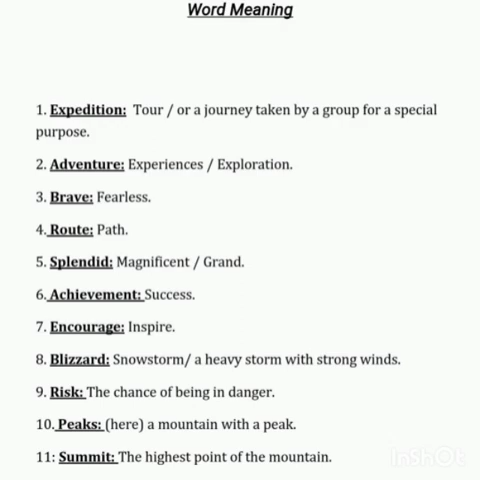 Word Meaning
1. Expedition: Tour / or a journey taken by a group for a special
purpose.
2. Adventure: Experiences / Exploration.
3. Brave: Fearless.
4. Route: Path.
5. Splendid: Magnificent / Grand.
6. Achievement: Success.
7. Encourage: Inspire.
8. Blizzard: Snowstorm/ a heavy storm with strong winds.
9. Risk: The chance of being in danger.
10. Peaks: (here) a mountain with a peak.
11: Summit: The highest point of the mountain.
InShOt